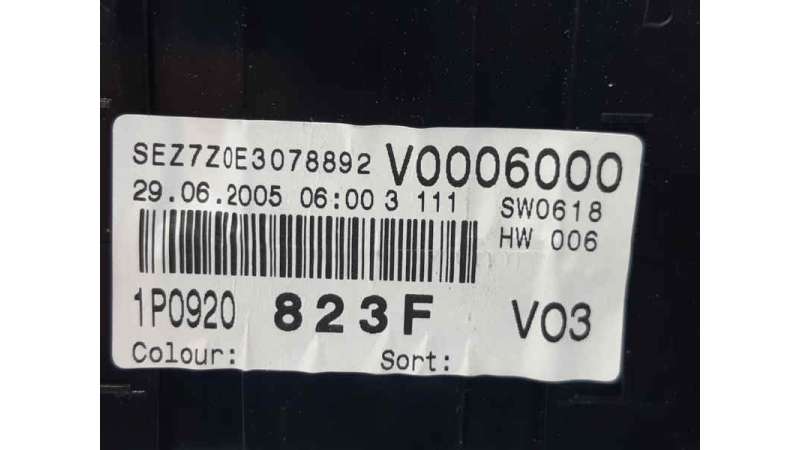 SEZ7Z0E3078892 V0006000
29.06.2005 06:00 3 111 SW0618
HW 006
1P0920 823F V03
Colour: Sort: